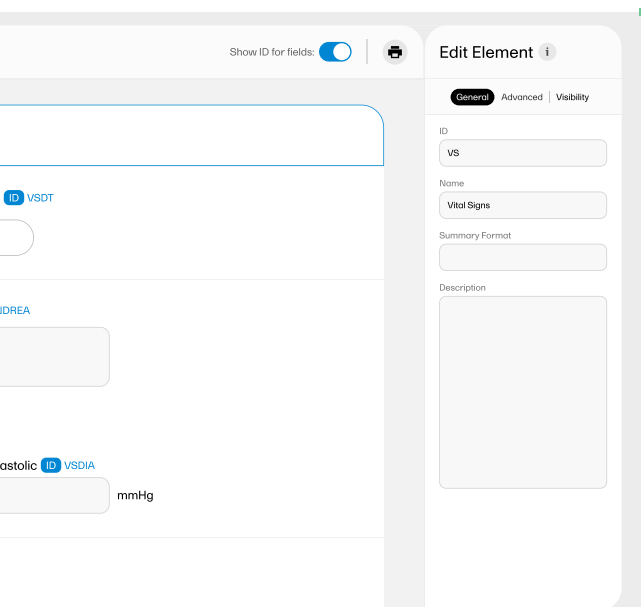 Show ID for fields:
ID VSDT
NDREA
astolic ID VSDIA
mmHg
Edit Element i
General Advanced Visibility
ID
VS
Name
Vital Signs
Summary Format
Description